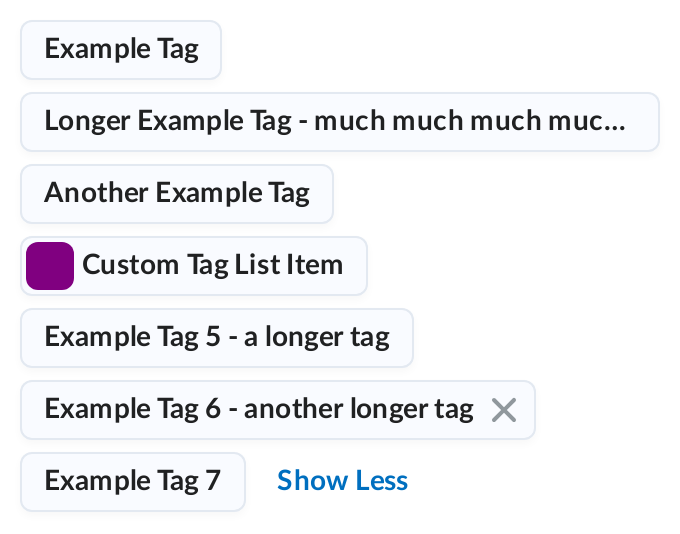 Example Tag
Longer Example Tag - much much much muc...
Another Example Tag
Custom Tag List Item
Example Tag 5 - a longer tag
Example Tag 6 - another longer tag
Example Tag 7 Show Less